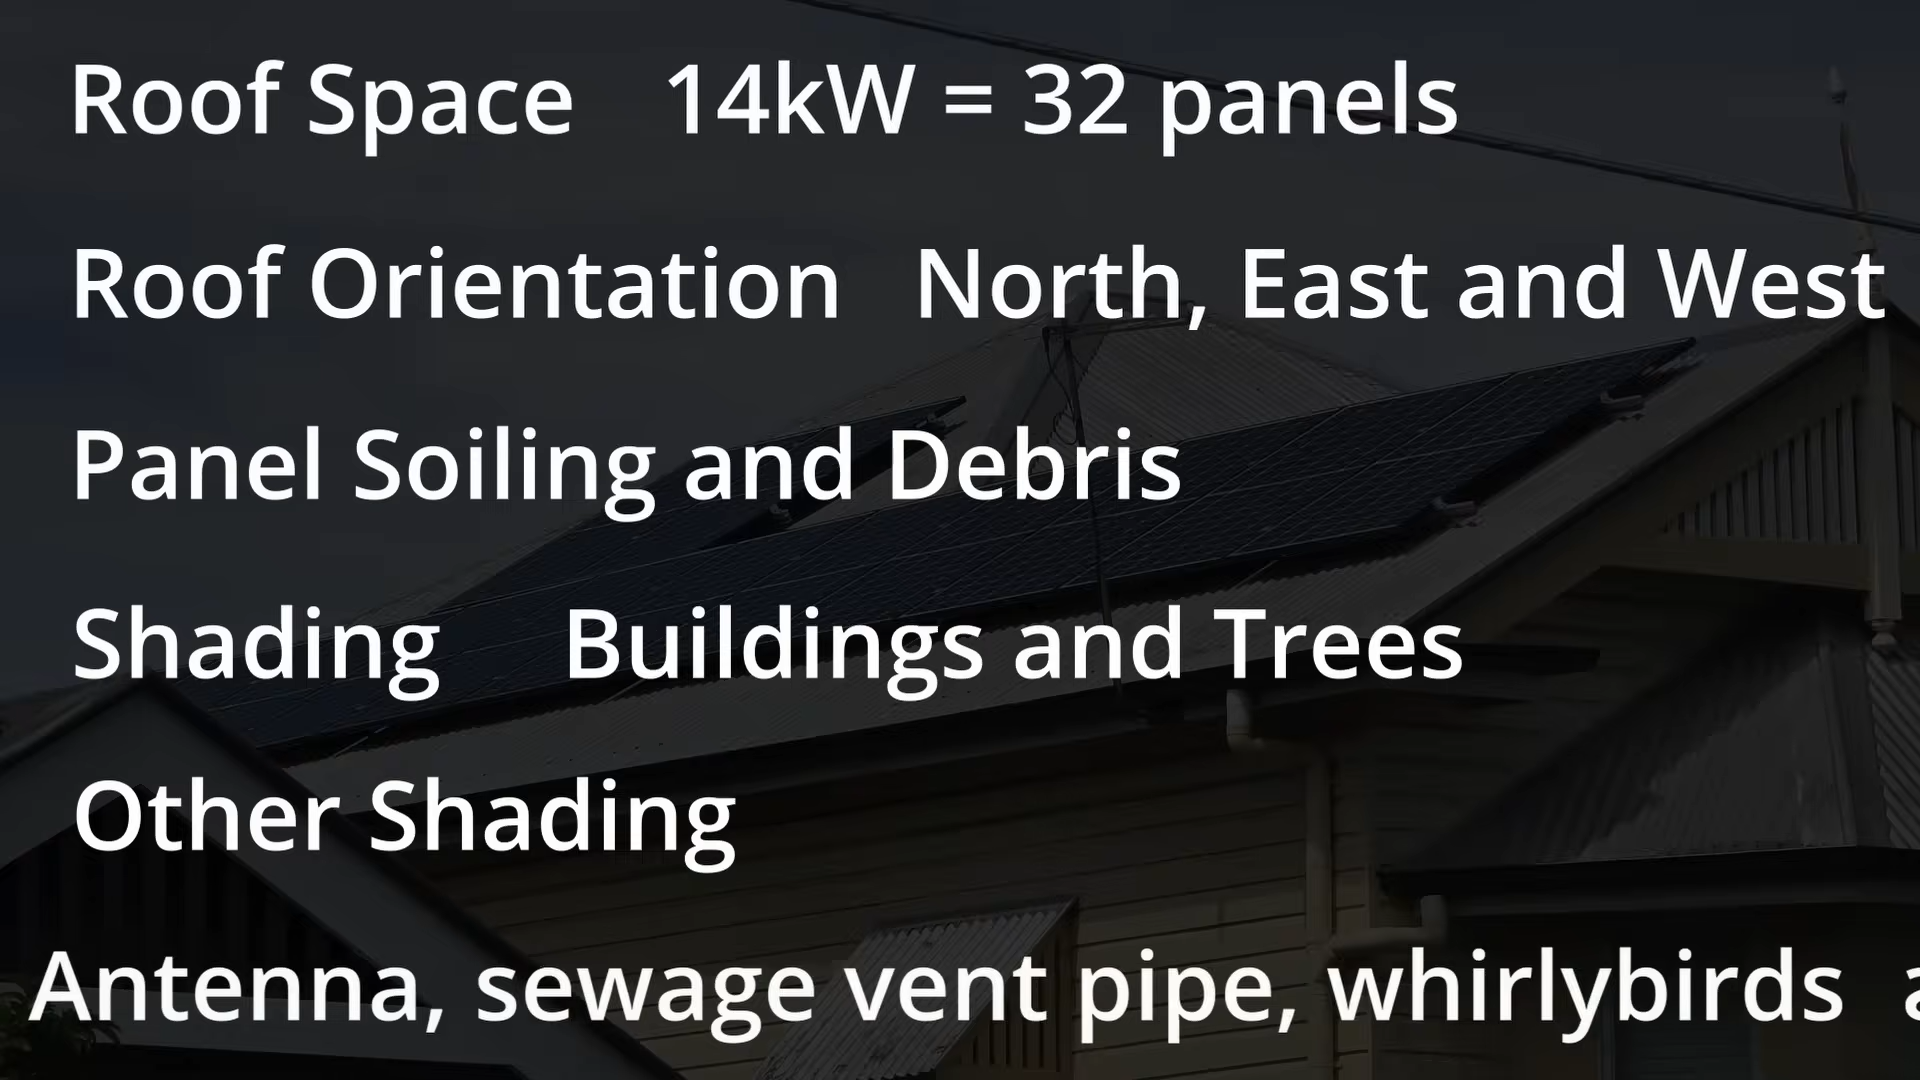 Roof Space 14kW = 32 panels
Roof Orientation North, East and West
Panel Soiling and Debris
Shading Buildings and Trees
Other Shading
Antenna, sewage vent pipe, whirlybirds